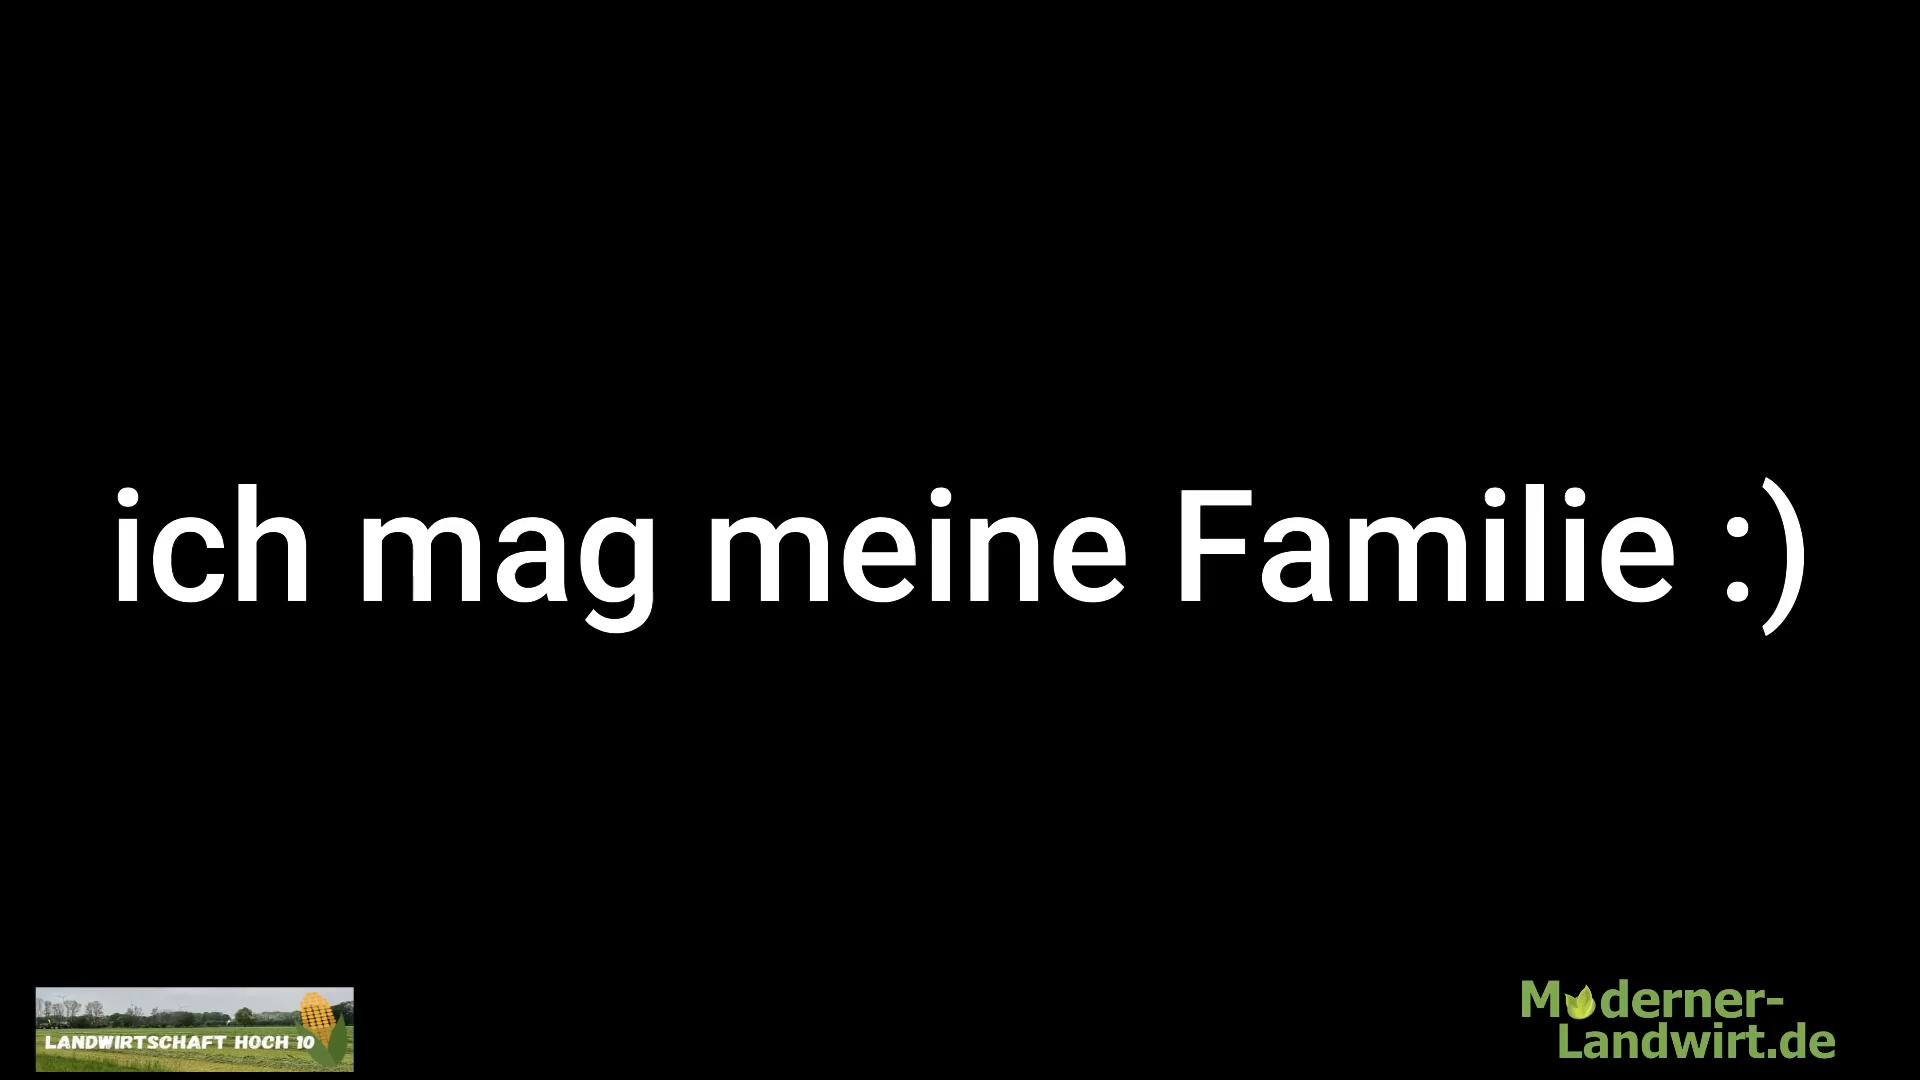 ich mag meine Familie :)
LANDWIRTSCHAFT HOCH 10
Moderner-
Landwirt.de